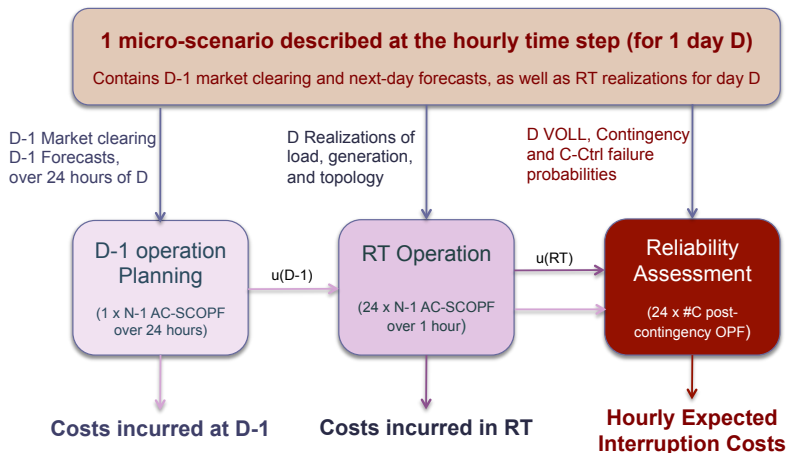 1 micro-scenario described at the hourly time step (for 1 day D)
Contains D-1 market clearing and next-day forecasts, as well as RT realizations for day D
D-1 Market clearing
D-1 Forecasts,
over 24 hours of D
D Realizations of
load, generation,
and topology
D VOLL, Contingency
and C-Ctrl failure
probabilities
D-1 operation
Planning
(1 x N-1 AC-SCOPF
over 24 hours)
u(D-1)
RT Operation
(24 x N-1 AC-SCOPF
over 1 hour)
u(RT)
Reliability
Assessment
(24 x #C post-
contingency OPF)
Costs incurred at D-1
Costs incurred in RT
Hourly Expected
Interruption Costs